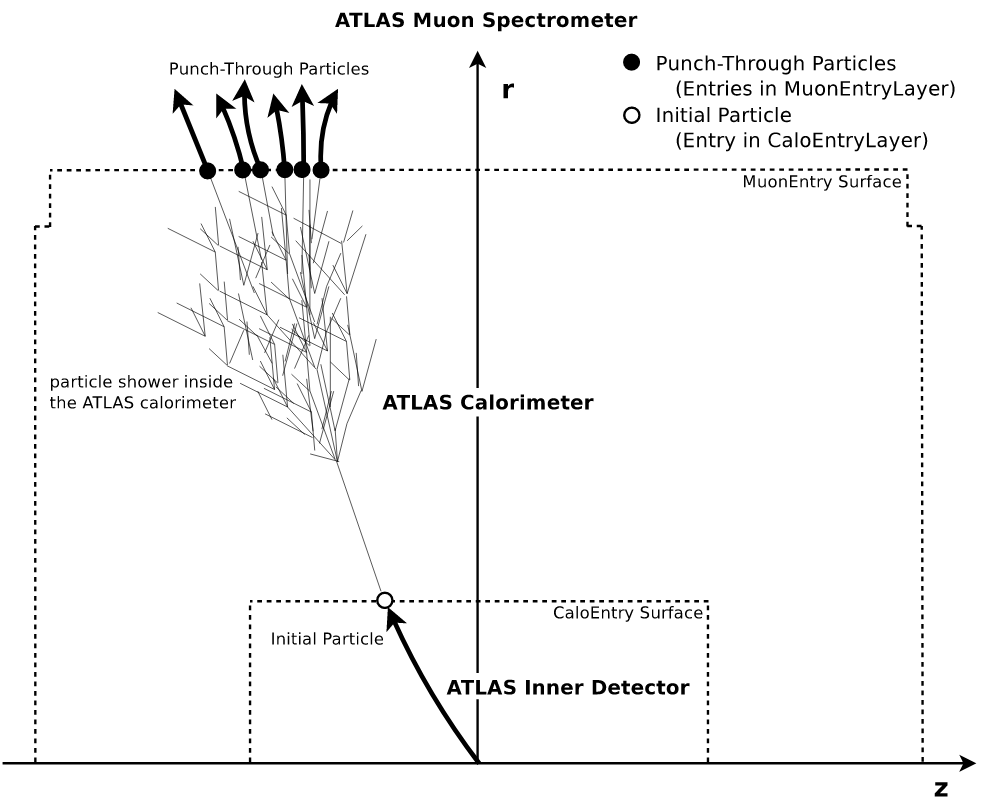 ATLAS Muon Spectrometer
Punch-Through Particles
r
Punch-Through Particles
(Entries in MuonEntryLayer)
Initial Particle
(Entry in CaloEntryLayer)
MuonEntry Surface
particle shower inside
the ATLAS calorimeter
ATLAS Calorimeter
CaloEntry Surface
Initial Particle
ATLAS Inner Detector
z